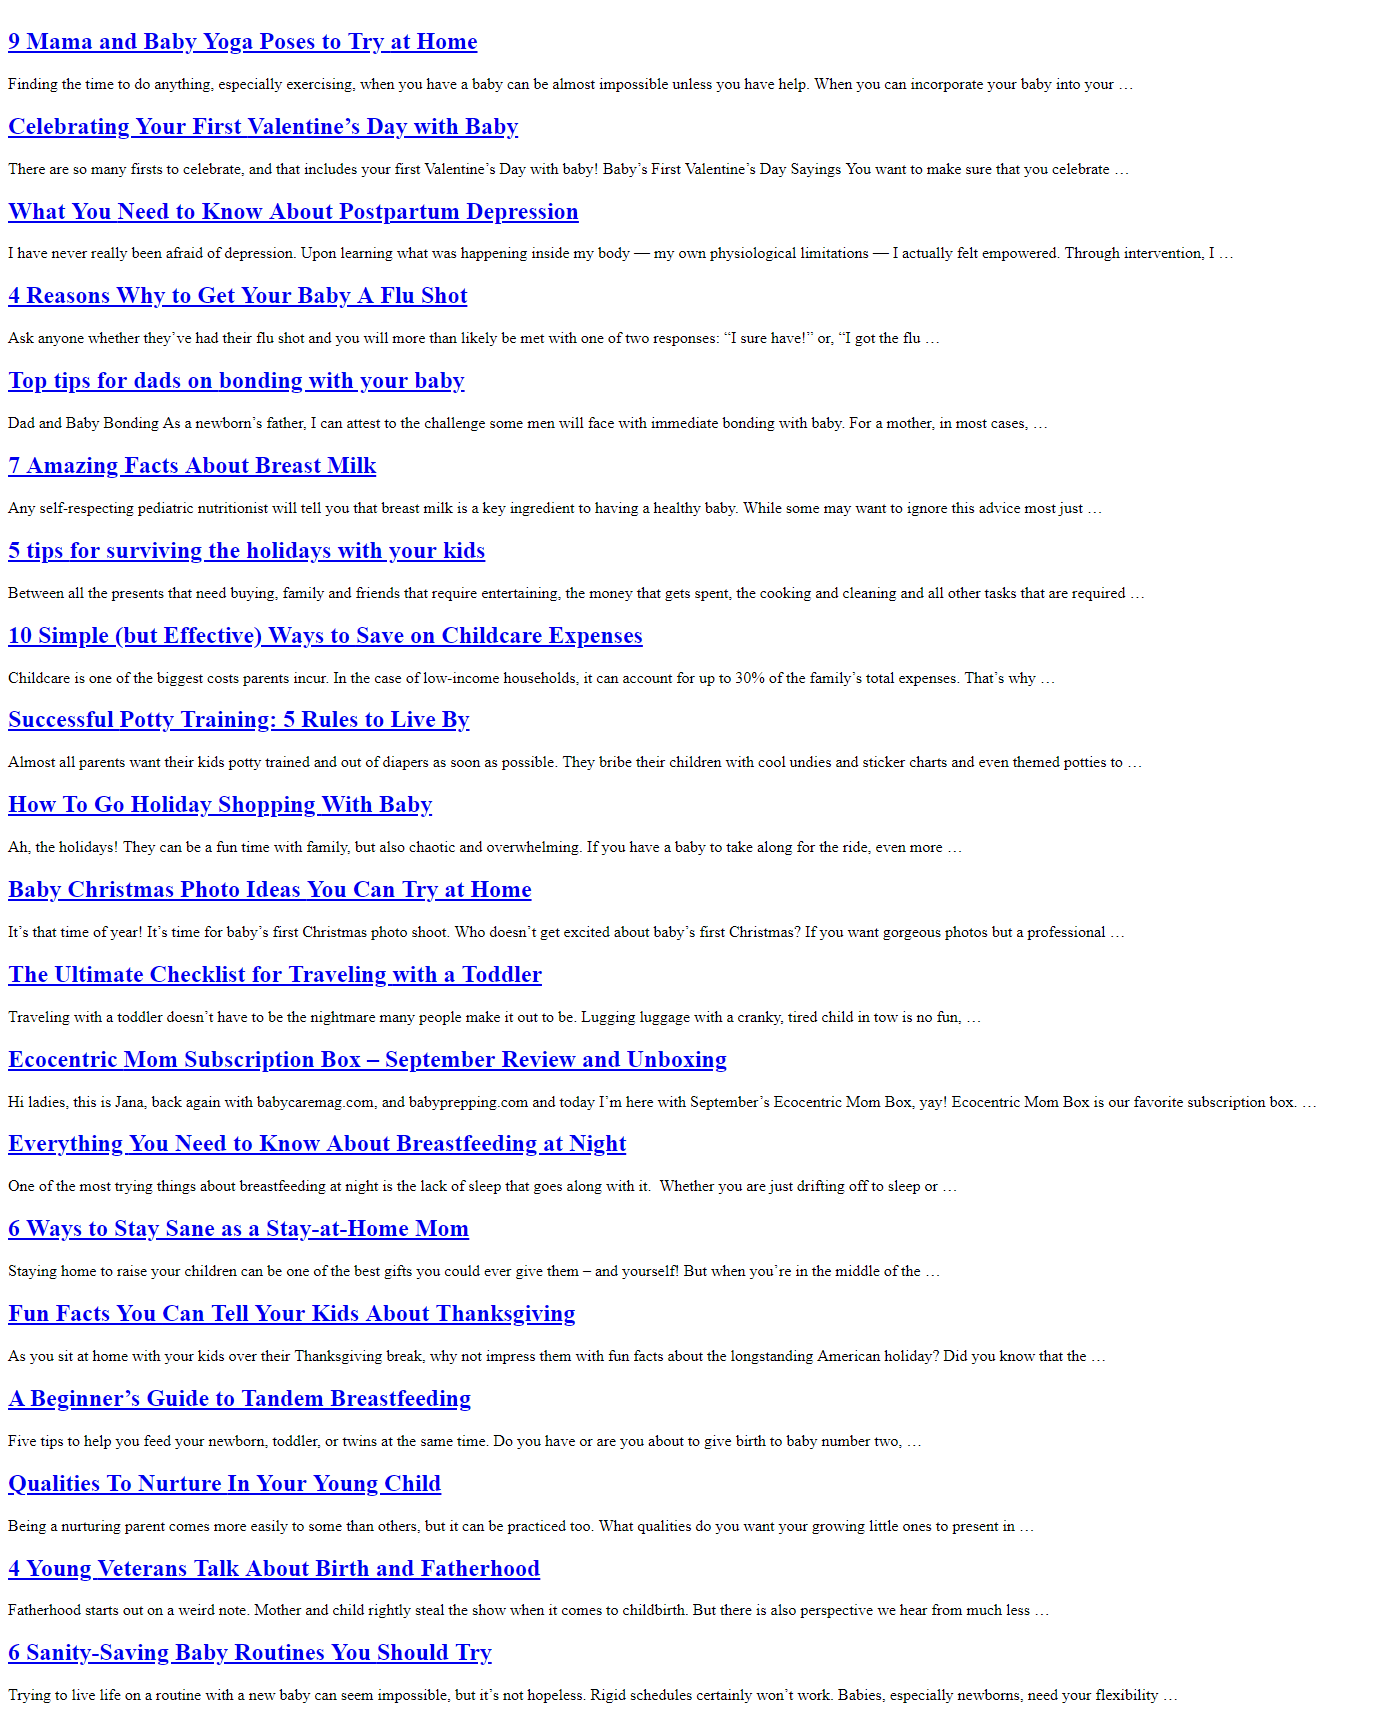 9 Mama and Baby Yoga Poses to Try at Home
Finding the time to do anything, especially exercising, when you have a baby can be almost impossible unless you have help. When you can incorporate your baby into your …
Celebrating Your First Valentine’s Day with Baby
There are so many firsts to celebrate, and that includes your first Valentine’s Day with baby! Baby’s First Valentine’s Day Sayings You want to make sure that you celebrate …
What You Need to Know About Postpartum Depression
I have never really been afraid of depression. Upon learning what was happening inside my body — my own physiological limitations — I actually felt empowered. Through intervention, I …
4 Reasons Why to Get Your Baby A Flu Shot
Ask anyone whether they’ve had their flu shot and you will more than likely be met with one of two responses: “I sure have!” or, “I got the flu …
Top tips for dads on bonding with your baby
Dad and Baby Bonding As a newborn’s father, I can attest to the challenge some men will face with immediate bonding with baby. For a mother, in most cases, …
7 Amazing Facts About Breast Milk
Any self-respecting pediatric nutritionist will tell you that breast milk is a key ingredient to having a healthy baby. While some may want to ignore this advice most just …
5 tips for surviving the holidays with your kids
Between all the presents that need buying, family and friends that require entertaining, the money that gets spent, the cooking and cleaning and all other tasks that are required …
10 Simple (but Effective) Ways to Save on Childcare Expenses
Childcare is one of the biggest costs parents incur. In the case of low-income households, it can account for up to 30% of the family’s total expenses. That’s why …
Successful Potty Training: 5 Rules to Live By
Almost all parents want their kids potty trained and out of diapers as soon as possible. They bribe their children with cool undies and sticker charts and even themed potties to …
How To Go Holiday Shopping With Baby
Ah, the holidays! They can be a fun time with family, but also chaotic and overwhelming. If you have a baby to take along for the ride, even more …
Baby Christmas Photo Ideas You Can Try at Home
It’s that time of year! It’s time for baby’s first Christmas photo shoot. Who doesn’t get excited about baby’s first Christmas? If you want gorgeous photos but a professional …
The Ultimate Checklist for Traveling with a Toddler
Traveling with a toddler doesn’t have to be the nightmare many people make it out to be. Lugging luggage with a cranky, tired child in tow is no fun, …
Ecocentric Mom Subscription Box – September Review and Unboxing
Hi ladies, this is Jana, back again with babycaremag.com, and babyprepping.com and today I’m here with September’s Ecocentric Mom Box, yay! Ecocentric Mom Box is our favorite subscription box. …
Everything You Need to Know About Breastfeeding at Night
One of the most trying things about breastfeeding at night is the lack of sleep that goes along with it.  Whether you are just drifting off to sleep or …
6 Ways to Stay Sane as a Stay-at-Home Mom
Staying home to raise your children can be one of the best gifts you could ever give them – and yourself! But when you’re in the middle of the …
Fun Facts You Can Tell Your Kids About Thanksgiving
As you sit at home with your kids over their Thanksgiving break, why not impress them with fun facts about the longstanding American holiday? Did you know that the …
A Beginner’s Guide to Tandem Breastfeeding
Five tips to help you feed your newborn, toddler, or twins at the same time. Do you have or are you about to give birth to baby number two, …
Qualities To Nurture In Your Young Child
Being a nurturing parent comes more easily to some than others, but it can be practiced too. What qualities do you want your growing little ones to present in …
4 Young Veterans Talk About Birth and Fatherhood
Fatherhood starts out on a weird note. Mother and child rightly steal the show when it comes to childbirth. But there is also perspective we hear from much less …
6 Sanity-Saving Baby Routines You Should Try
Trying to live life on a routine with a new baby can seem impossible, but it’s not hopeless. Rigid schedules certainly won’t work. Babies, especially newborns, need your flexibility …